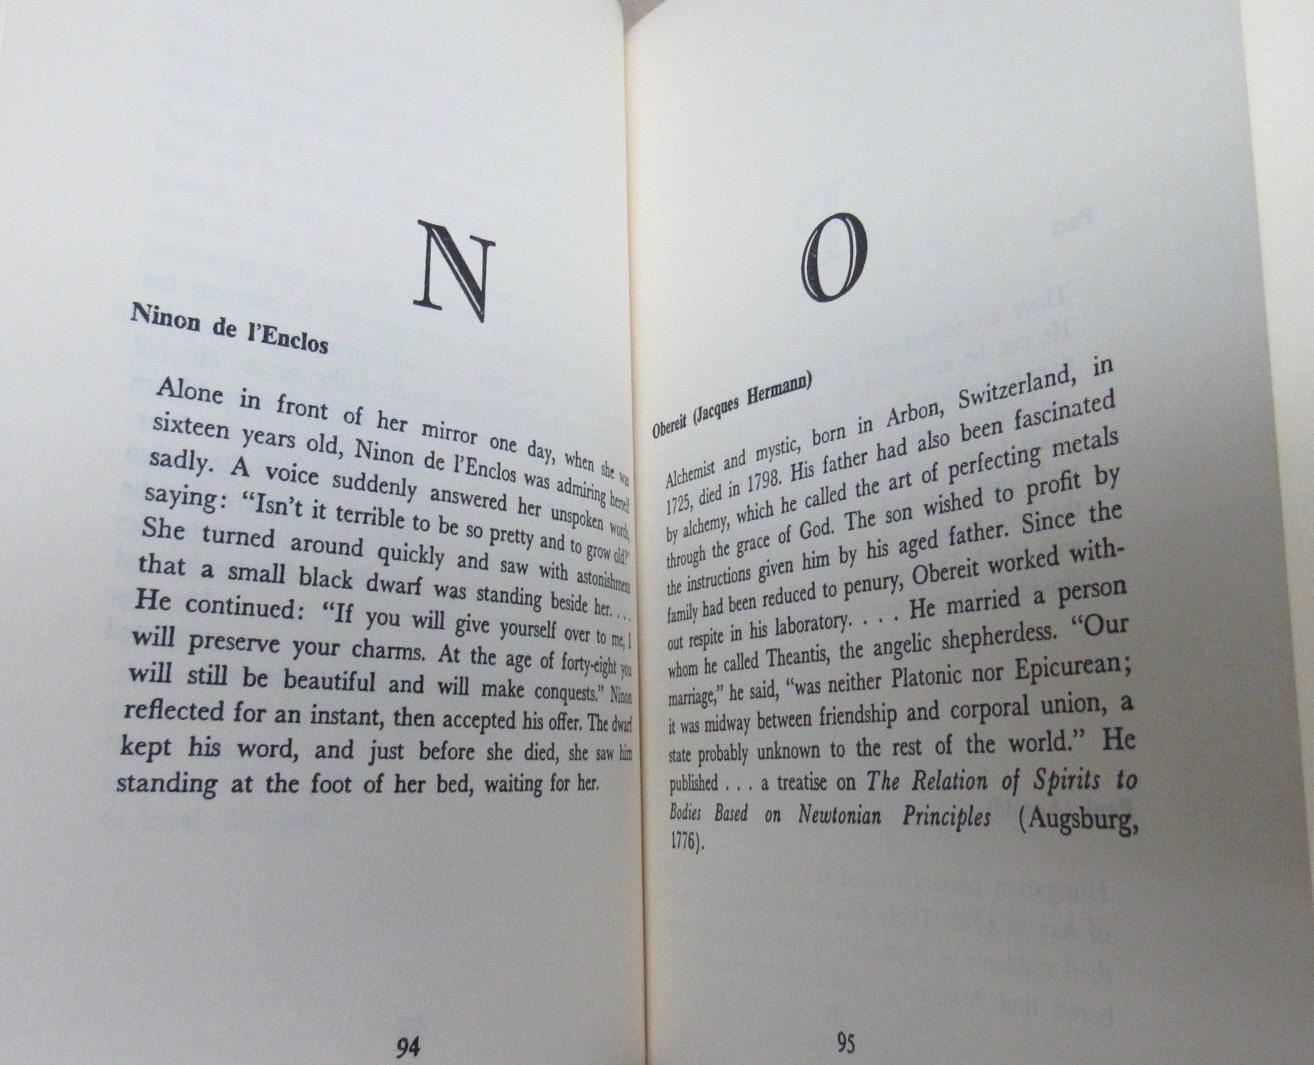 N
Ninon de l'Enclos
Alone in front of her mirror one day, when she was
sixteen years old, Ninon de l'Enclos was admiring herself
sadly. A voice suddenly answered her unspoken words,
saying: "Isn't it terrible to be so pretty and to grow old?"
She turned around quickly and saw with astonishment
that a small black dwarf was standing beside her. . . .
He continued: "If you will give yourself over to me, I
will preserve your charms. At the age of forty-eight you
will still be beautiful and will make conquests." Ninon
reflected for an instant, then accepted his offer. The dwarf
kept his word, and just before she died, she saw him
standing at the foot of her bed, waiting for her.
94
O
Obereit (Jacques Hermann)
Alchemist and mystic, born in Arbon, Switzerland, in
1725, died in 1798. His father had also been fascinated
by alchemy, which he called the art of perfecting metals
through the grace of God. The son wished to profit by
the instructions given him by his aged father. Since the
family had been reduced to penury, Obereit worked with-
out respite in his laboratory. . . . He married a person
whom he called Theantis, the angelic shepherdess. "Our
marriage," he said, "was neither Platonic nor Epicurean;
it was midway between friendship and corporal union, a
state probably unknown to the rest of the world." He
published . . . a treatise on The Relation of Spirits to
Bodies Based on Newtonian Principles (Augsburg,
1776).
95